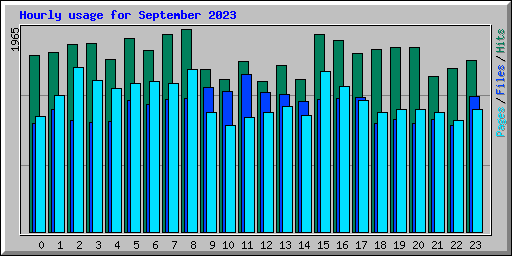 Hourly usage for September 2023
1965
Pages/Files/Hits
0 1 2 3 4 5 6 7 8 9 10 11 12 13 14 15 16 17 18 19 20 21 22 23